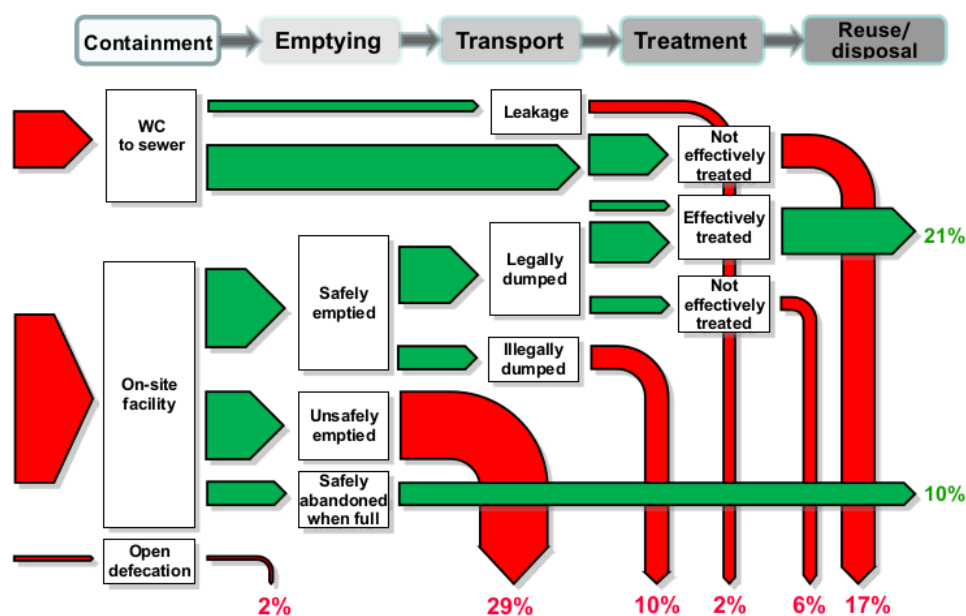 Containment
Emptying
Transport
Treatment
Reuse/
disposal
WC
to sewer
Leakage
Not
effectively
treated
Effectively
treated
21%
On-site
facility
Safely
emptied
Legally
dumped
Not
effectively
treated
Illegally
dumped
Unsafely
emptied
Safely
abandoned
when full
10%
Open
defecation
2%
29%
10%
2%
6%
17%